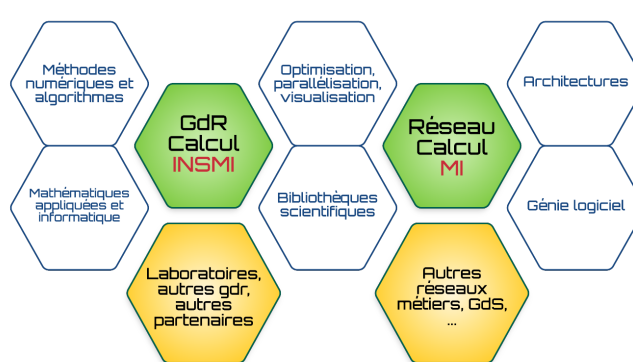 Méthodes
numériques et
algorithmes
GdR
Calcul
INSMI
Optimisation,
parallélisation,
visualisation
Réseau
Calcul
MI
Architectures
Mathématiques
appliquées et
informatique
Bibliothèques
scientifiques
Génie logiciel
Laboratoires,
autres gdr,
autres
partenaires
Autres
réseaux
métiers, GdS,
...